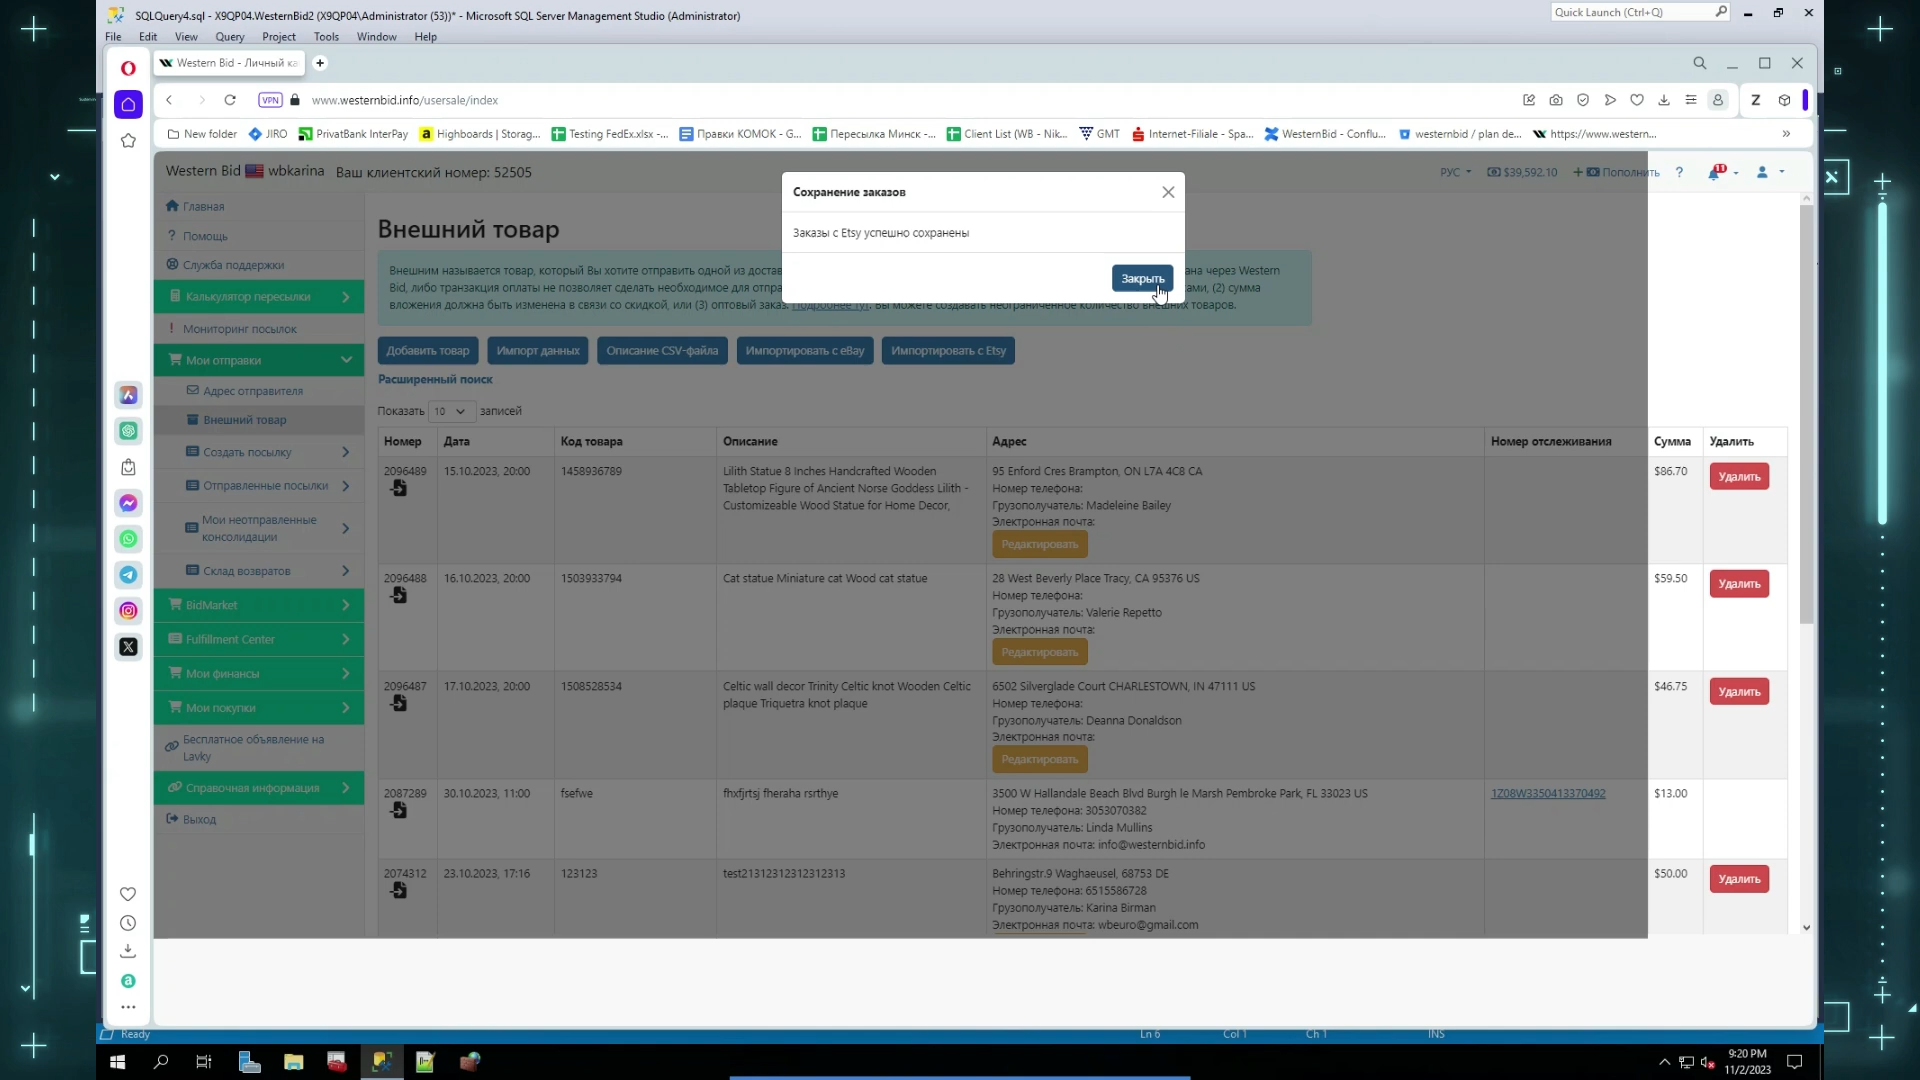 SQLQuery4.sql - X9QP04.WesternBid2 (X9QP04\Administrator (53))* - Microsoft SQL Server Management Studio (Administrator)
Quick Launch (Ctrl+Q)
File Edit View Query Project Tools Window Help
Western Bid - Личный ка
VPN www.westernbid.info/usersale/index
New folder JIRO PrivatBank InterPay Highboards | Storag... Testing FedEx.xlsx -... Правки КОМОК - G... Пересылка Минск -... Client List (WB - Nik... GMT Internet-Filiale - Spa... WesternBid - Conflu... westernbid / plan de... https://www.western...
Western Bid wbkarina Ваш клиентский номер: 52505
РУС $39,592.10 + Пополнить ? 11
Главная
Помощь
Служба поддержки
Калькулятор пересылки
Мониторинг посылок
Мои отправки
Адрес отправителя
Внешний товар
Создать посылку
Отправленные посылки
Мои неотправленные
консолидации
Склад возвратов
BidMarket
Fulfillment Center
Мои финансы
Мои покупки
Бесплатное объявление на
Lavky
Справочная информация
Выход
Сохранение заказов
Заказы с Etsy успешно сохранены
Закрыть
Внешний товар
Внешним называется товар, который Вы хотите отправить одной из доста
ана через Western
Bid, либо транзакция оплаты не позволяет сделать необходимое для отпра
ками, (2) сумма
вложения должна быть изменена в связи со скидкой, или (3) оптовый заказ. Подробнее тут. Вы можете создавать неограниченное количество внешних товаров.
Добавить товар Импорт данных Описание CSV-файла Импортировать с eBay Импортировать с Etsy
Расширенный поиск
Показать 10 записей
Номер Дата Код товара Описание Адрес Номер отслеживания Сумма Удалить
2096489 15.10.2023, 20:00 1458936789 Lilith Statue 8 Inches Handcrafted Wooden 95 Enford Cres Brampton, ON L7A 4C8 CA $86.70 Удалить
Tabletop Figure of Ancient Norse Goddess Lilith - Номер телефона:
Customizeable Wood Statue for Home Decor, Грузополучатель: Madeleine Bailey
Электронная почта:
Редактировать
2096488 16.10.2023, 20:00 1503933794 Cat statue Miniature cat Wood cat statue 28 West Beverly Place Tracy, CA 95376 US $59.50 Удалить
Номер телефона:
Грузополучатель: Valerie Repetto
Электронная почта:
Редактировать
2096487 17.10.2023, 20:00 1508528534 Celtic wall decor Trinity Celtic knot Wooden Celtic 6502 Silverglade Court CHARLESTOWN, IN 47111 US $46.75 Удалить
plaque Triquetra knot plaque Номер телефона:
Грузополучатель: Deanna Donaldson
Электронная почта:
Редактировать
2087289 30.10.2023, 11:00 fsefwe fhxfjrtsj fheraha rsrthye 3500 W Hallandale Beach Blvd Burgh le Marsh Pembroke Park, FL 33023 US 1Z08W3350413370492 $13.00
Номер телефона: 3053070382
Грузополучатель: Linda Mullins
Электронная почта: info@westernbid.info
2074312 23.10.2023, 17:16 123123 test21312312312312313 Behringstr.9 Waghaeusel, 68753 DE $50.00 Удалить
Номер телефона: 6515586728
Грузополучатель: Karina Birman
Электронная почта: wbeuro@gmail.com
Ready Ln 6 Col 1 Ch 1 INS
9:20 PM
11/2/2023